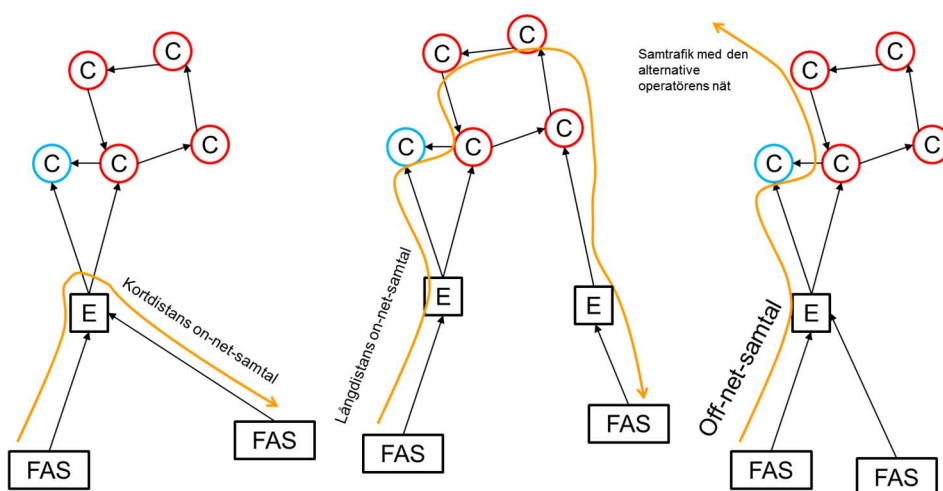 C
C
C
C
C
E
Kortdistans on-net-samtal
FAS
FAS
C
C
C
C
C
E
E
Långdistans on-net-samtal
FAS
FAS
Samtrafik med den
alternative
operatörens nät
C
C
C
C
C
E
Off-net-samtal
FAS
FAS